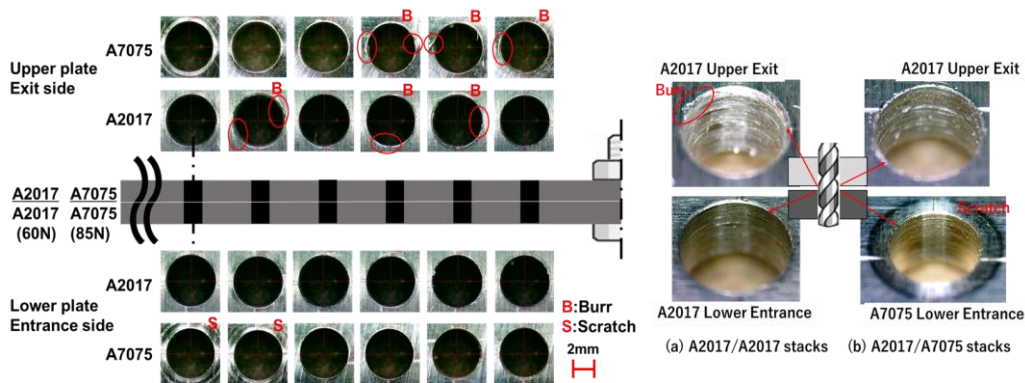 B B B
A7075
Upper plate
Exit side
B B B
A2017
A2017 A7075
A2017 A7075
(60N) (85N)
A2017
Lower plate
Entrance side
S S
A7075
B:Burr
S:Scratch
2mm
A2017 Upper Exit
Burr
A2017 Upper Exit
Scratch
A2017 Lower Entrance
A7075 Lower Entrance
(a) A2017/A2017 stacks
(b) A2017/A7075 stacks